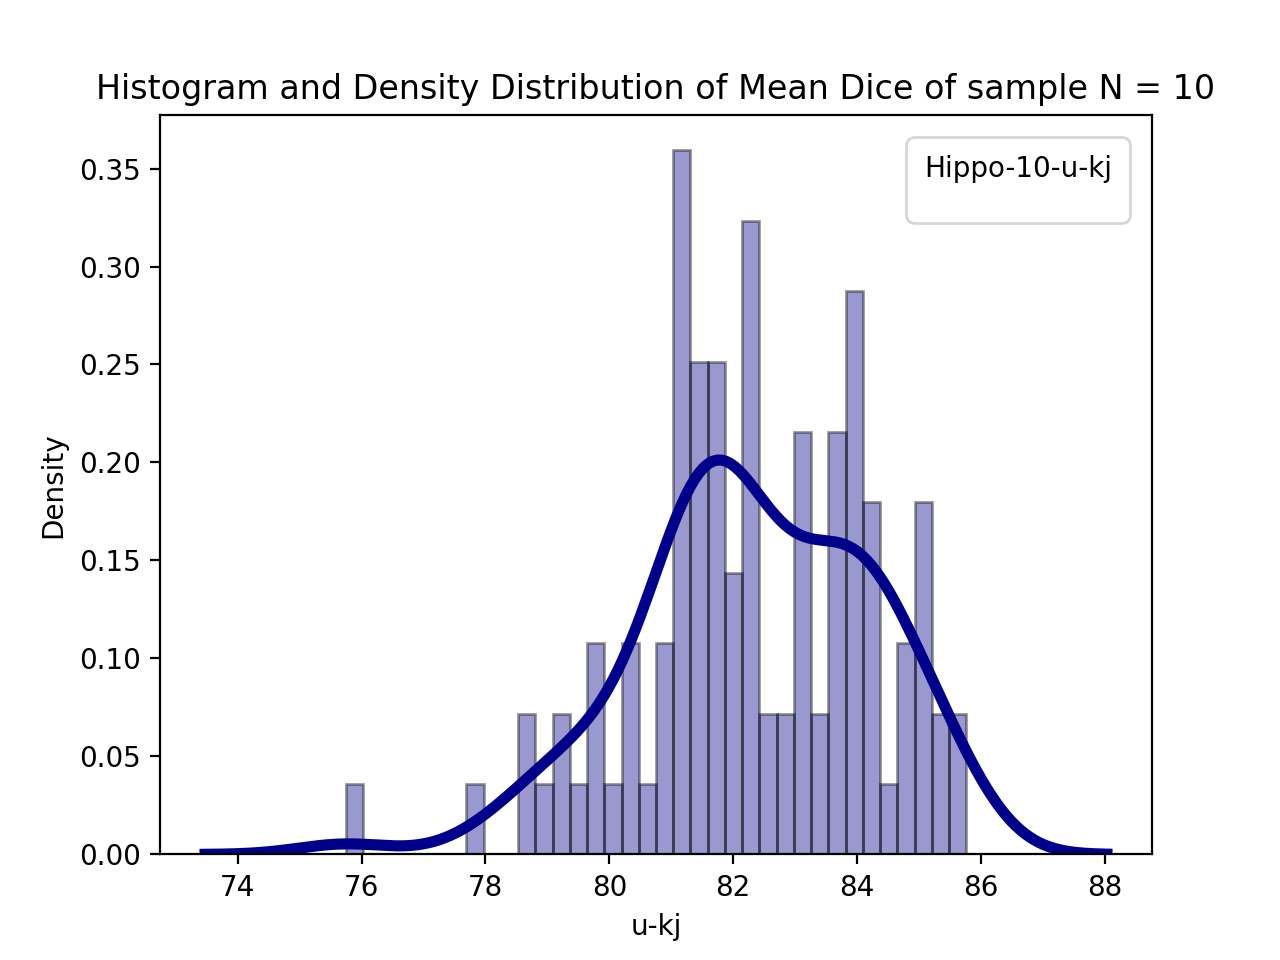 Histogram and Density Distribution of Mean Dice of sample N = 10
Hippo-10-u-kj
0.35
0.30
0.25
0.20
0.15
0.10
0.05
0.00
Density
74 76 78 80 82 84 86 88
u-kj